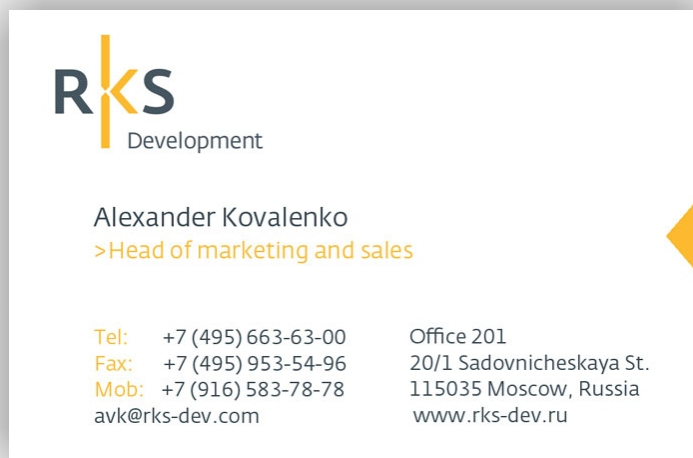 RKS
Development
Alexander Kovalenko
>Head of marketing and sales
Tel: +7 (495) 663-63-00
Fax: +7 (495) 953-54-96
Mob: +7 (916) 583-78-78
avk@rks-dev.com
Office 201
20/1 Sadovnicheskaya St.
115035 Moscow, Russia
www.rks-dev.ru